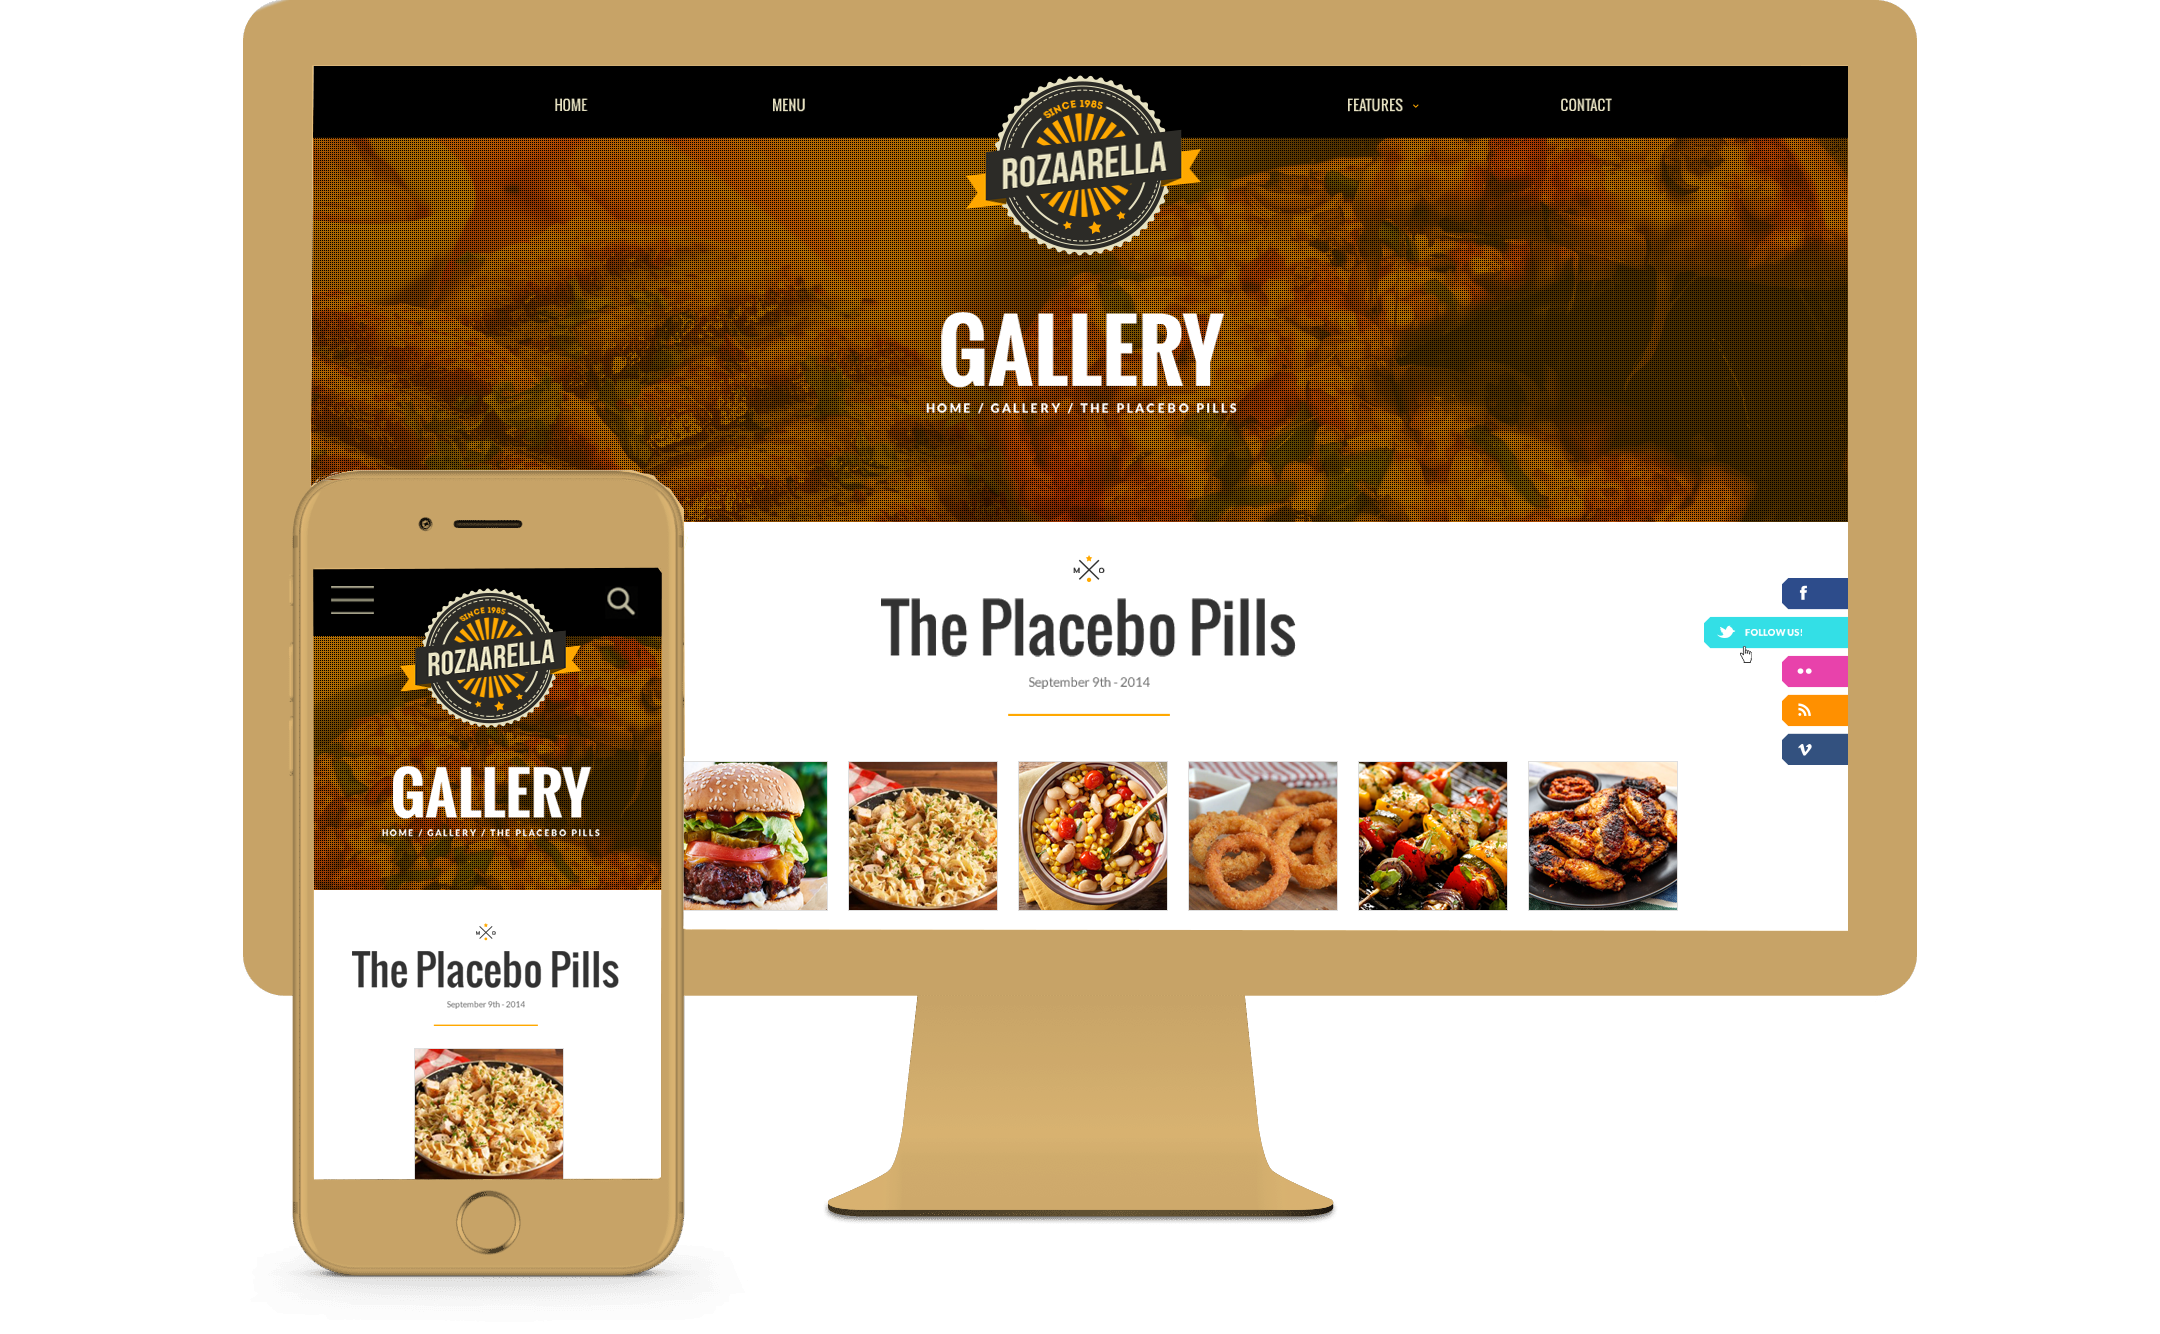 HOME
MENU
SINCE 1985
ROZAARELLA
FEATURES
CONTACT
GALLERY
HOME / GALLERY / THE PLACEBO PILLS
M O
The Placebo Pills
September 9th - 2014
f
FOLLOW US!
SINCE 1985
ROZAARELLA
GALLERY
HOME / GALLERY / THE PLACEBO PILLS
M O
The Placebo Pills
September 9th - 2014